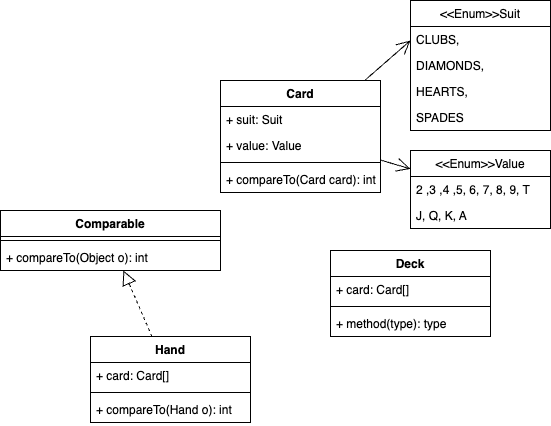 <<Enum>>Suit
CLUBS,
DIAMONDS,
HEARTS,
SPADES
Card
+ suit: Suit
+ value: Value
+ compareTo(Card card): int
<<Enum>>Value
2 ,3 ,4 ,5, 6, 7, 8, 9, T
J, Q, K, A
Comparable
+ compareTo(Object o): int
Deck
+ card: Card[]
+ method(type): type
Hand
+ card: Card[]
+ compareTo(Hand o): int